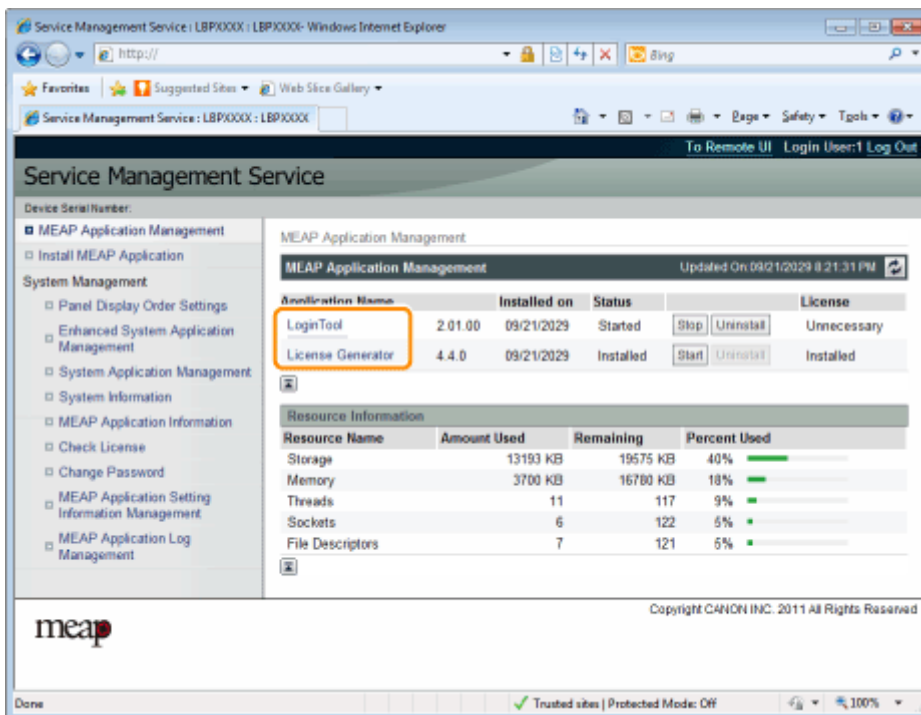 Service Management Service : LBPXXXX : LBPXXXX- Windows Internet Explorer
http://
Bing
Favorites Suggested Sites Web Slice Gallery
Service Management Service : LBPXXXX : LBPXXXX
Page Safety Tools
To Remote UI Login User:1 Log Out
Service Management Service
Device Serial Number:
MEAP Application Management
Install MEAP Application
System Management
Panel Display Order Settings
Enhanced System Application
Management
System Application Management
System Information
MEAP Application Information
Check License
Change Password
MEAP Application Setting
Information Management
MEAP Application Log
Management
MEAP Application Management
MEAP Application Management Updated On:09/21/2029 8:21:31 PM
Application Name Installed on Status License
LoginTool 2.01.00 09/21/2029 Started Stop Uninstall Unnecessary
License Generator 4.4.0 09/21/2029 Installed Start Uninstall Installed
Resource Information
Resource Name Amount Used Remaining Percent Used
Storage 13193 KB 19575 KB 40%
Memory 3700 KB 16780 KB 18%
Threads 11 117 9%
Sockets 6 122 5%
File Descriptors 7 121 6%
Copyright CANON INC. 2011 All Rights Reserved
meap
Done Trusted sites | Protected Mode: Off 100%